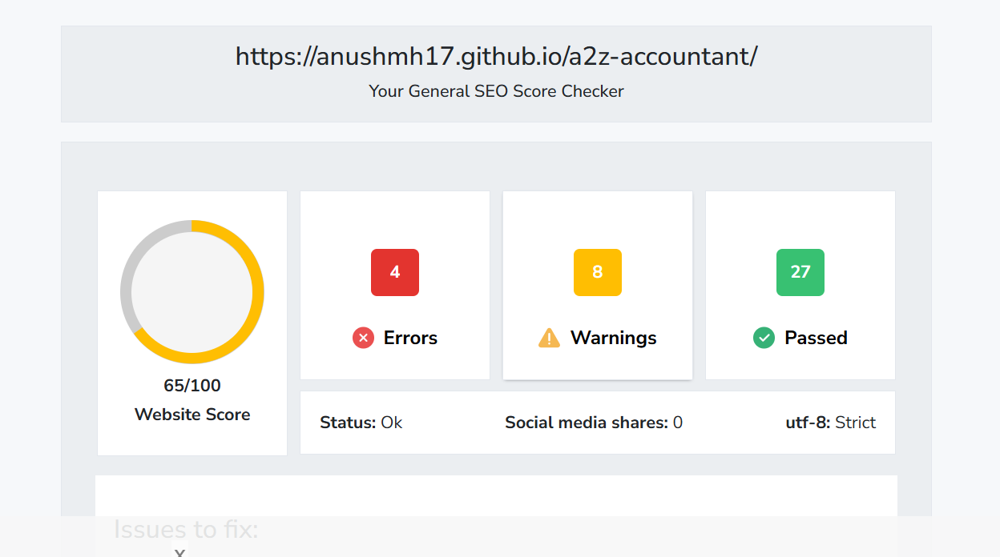 https://anushmh17.github.io/a2z-accountant/
Your General SEO Score Checker
65/100
Website Score
4
Errors
8
Warnings
27
Passed
Status: Ok
Social media shares: 0
utf-8: Strict
Issues to fix:
X